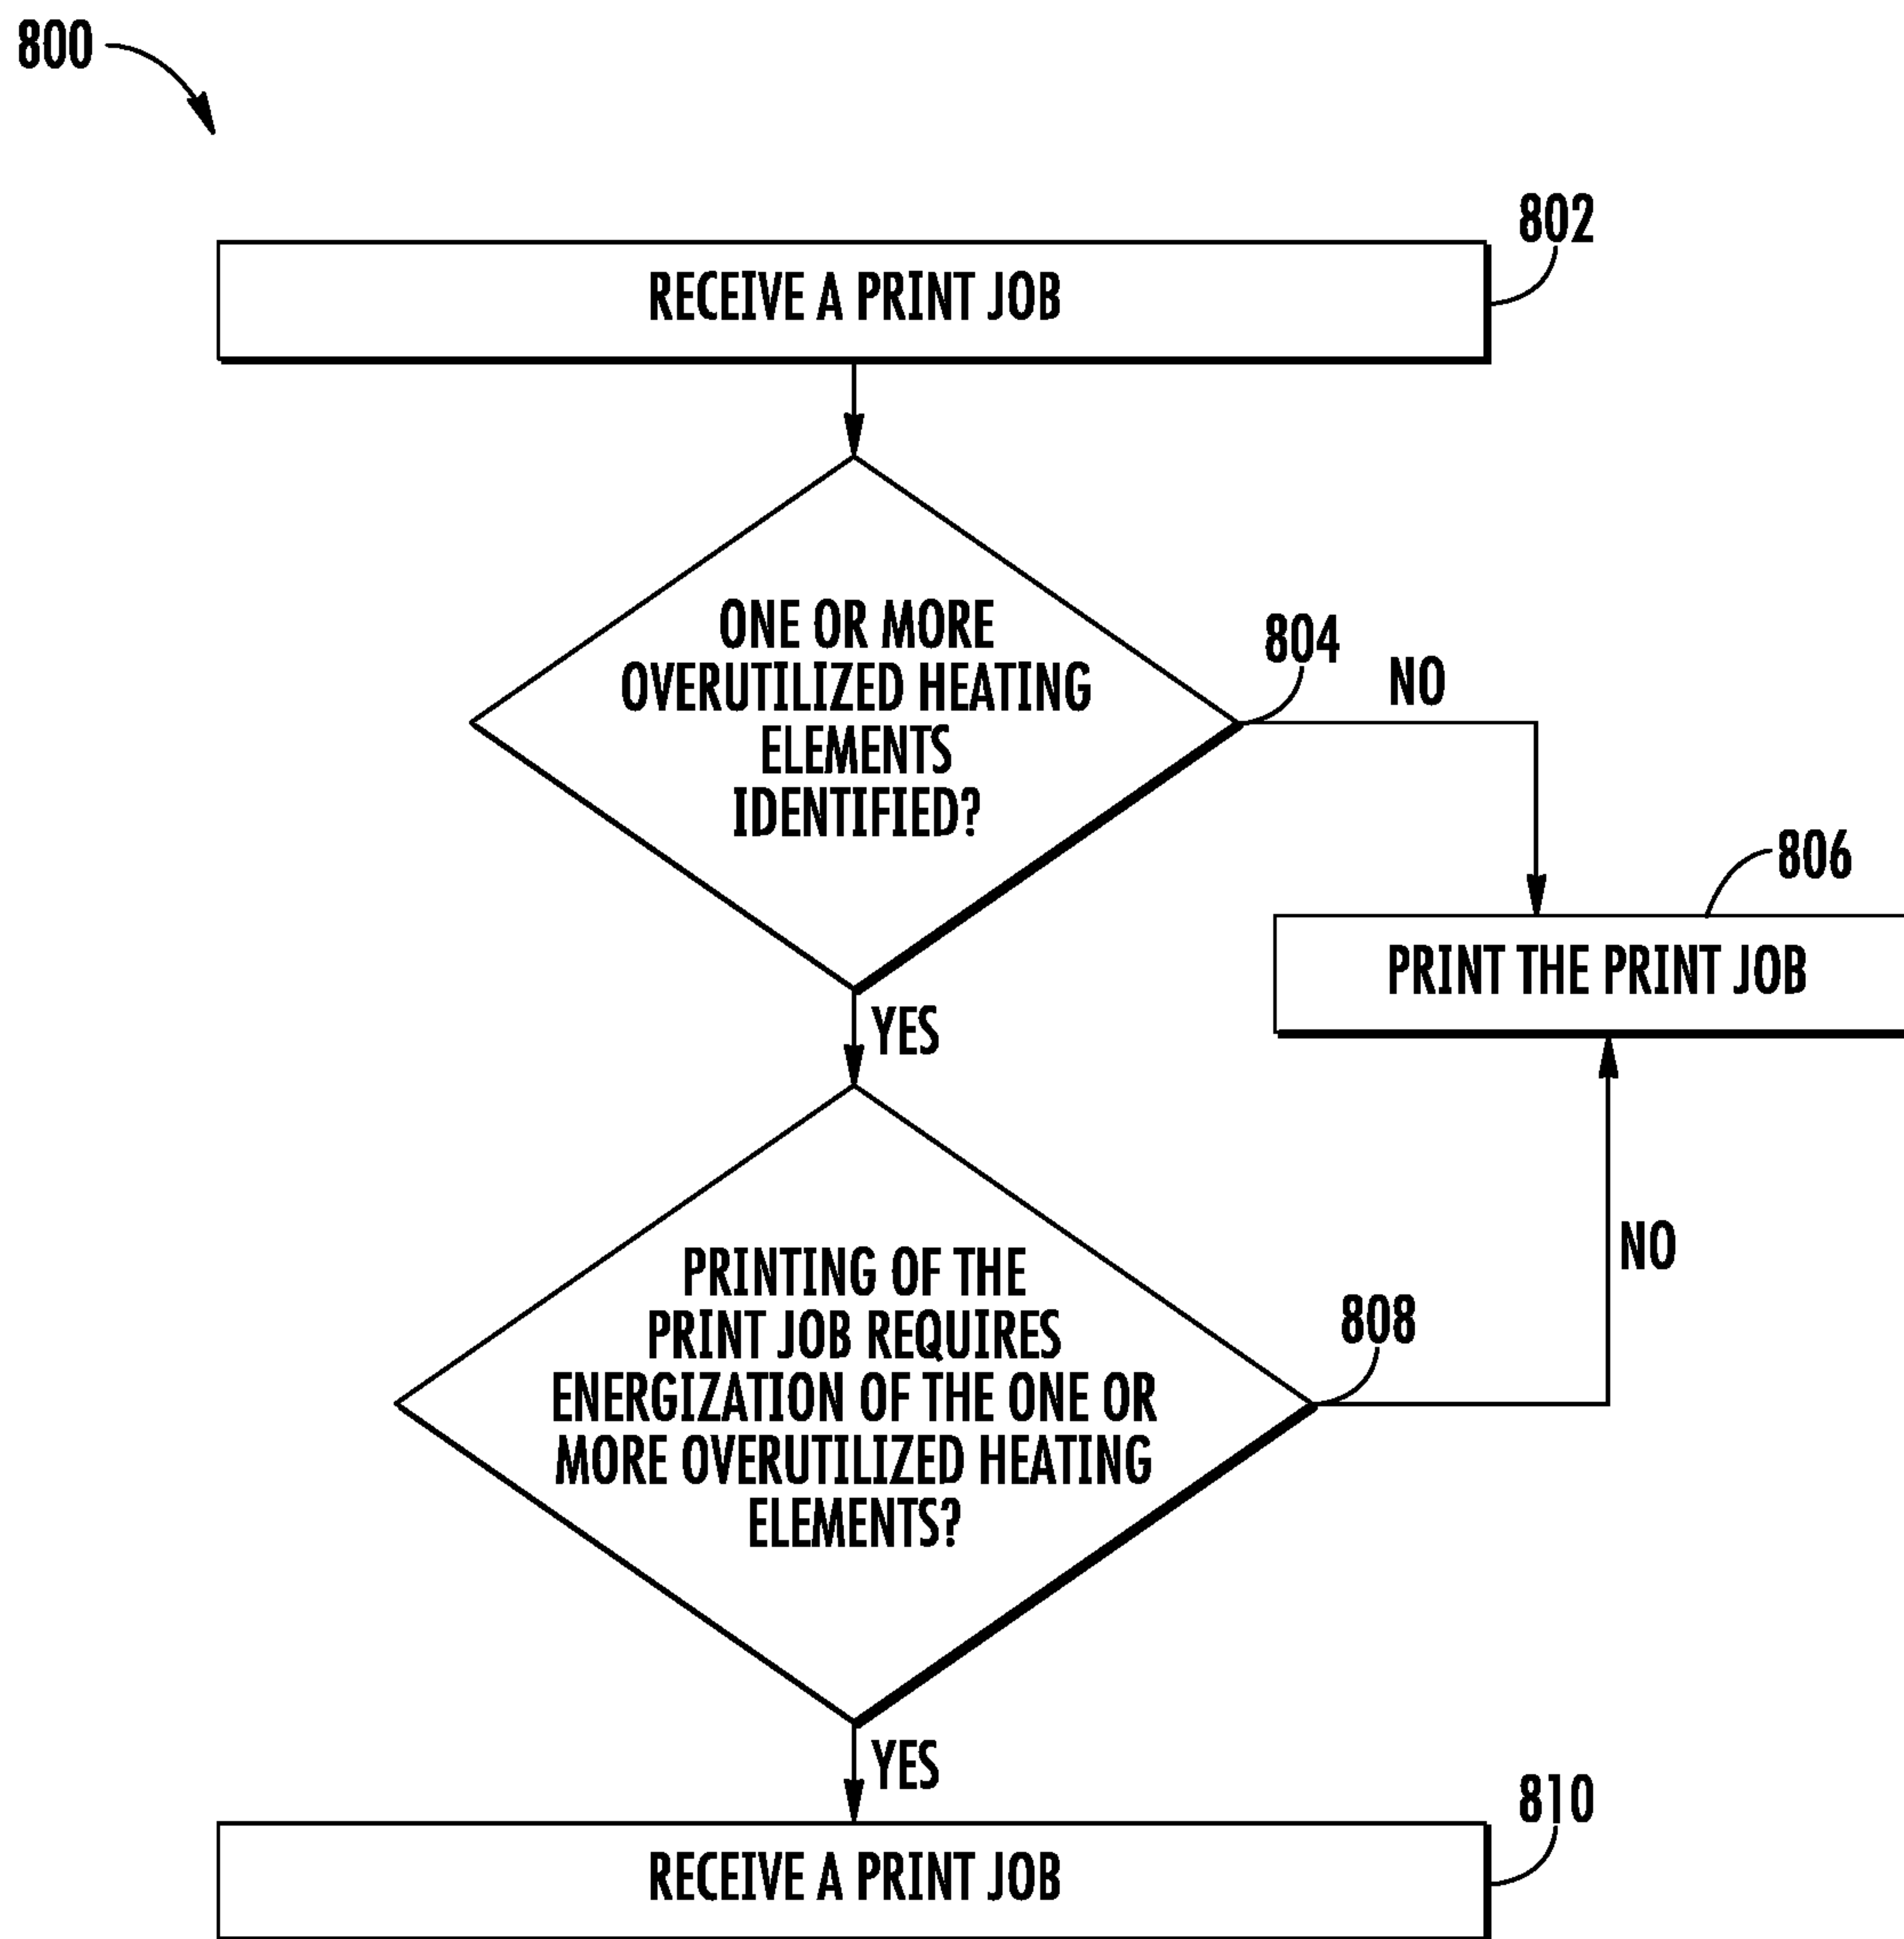 800
802
RECEIVE A PRINT JOB
ONE OR MORE
OVERUTILIZED HEATING
ELEMENTS
IDENTIFIED?
804
NO
806
PRINT THE PRINT JOB
YES
PRINTING OF THE
PRINT JOB REQUIRES
ENERGIZATION OF THE ONE OR
MORE OVERUTILIZED HEATING
ELEMENTS?
808
NO
YES
810
RECEIVE A PRINT JOB